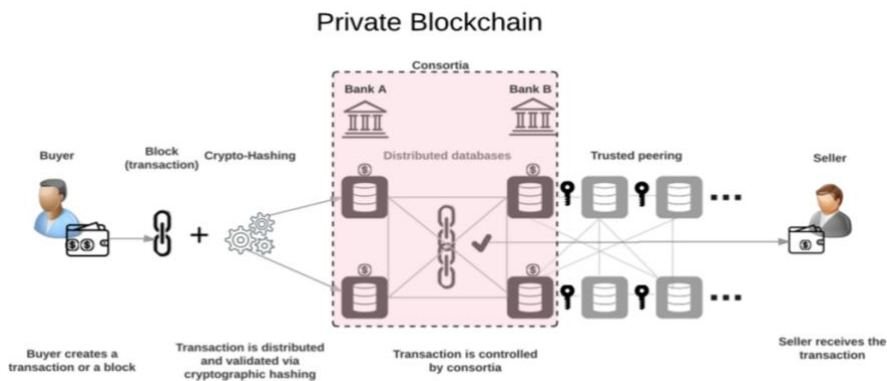 Private Blockchain
Consortia
Bank A
Bank B
Buyer
Block
(transaction)
Crypto-Hashing
Distributed databases
Trusted peering
Seller
Buyer creates a
transaction or a block
Transaction is distributed
and validated via
cryptographic hashing
Transaction is controlled
by consortia
Seller receives the
transaction